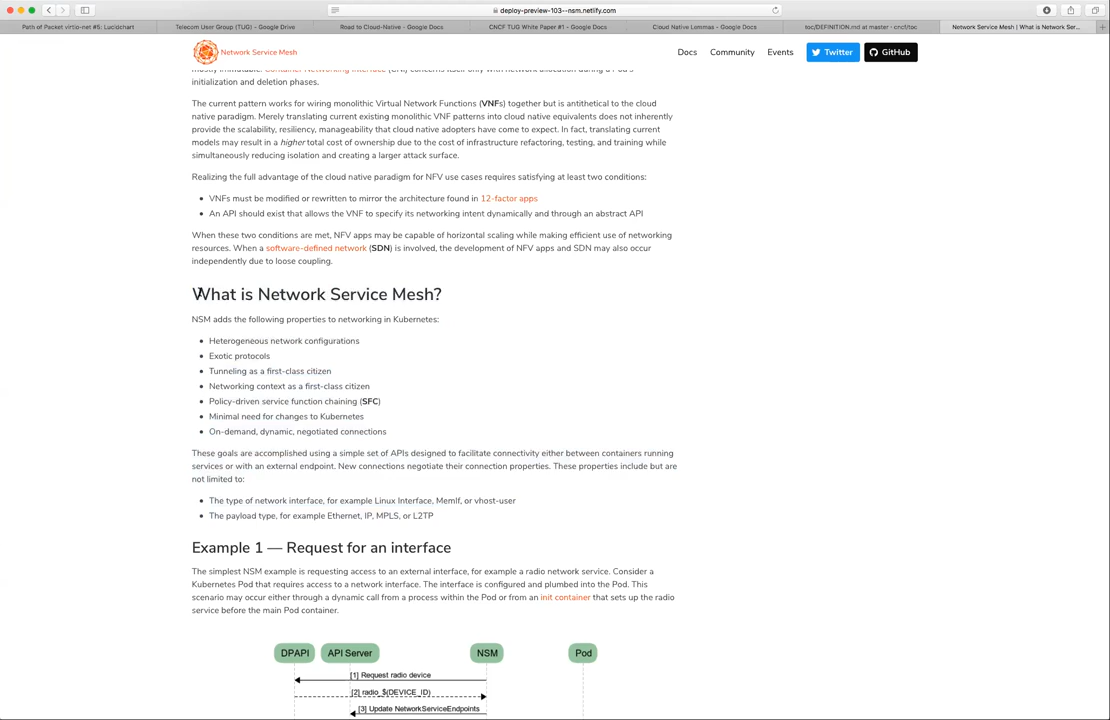 deploy-preview-103--nsm.netlify.com
Path of Packet virtio-net #5: Lucidchart
Telecom User Group (TUG) - Google Drive
Road to Cloud-Native - Google Docs
CNCF TUG White Paper #1 - Google Docs
Cloud Native Lommas - Google Docs
toc/DEFINITION.md at master · cncf/toc
Network Service Mesh | What is Network Ser...
Network Service Mesh
Docs
Community
Events
Twitter
GitHub
mostly immutable. Container Networking Interface (CNI) concerns itself only with network allocation during a Pod's
initialization and deletion phases.
The current pattern works for wiring monolithic Virtual Network Functions (VNFs) together but is antithetical to the cloud
native paradigm. Merely translating current existing monolithic VNF patterns into cloud native equivalents does not inherently
provide the scalability, resiliency, manageability that cloud native adopters have come to expect. In fact, translating current
models may result in a higher total cost of ownership due to the cost of infrastructure refactoring, testing, and training while
simultaneously reducing isolation and creating a larger attack surface.
Realizing the full advantage of the cloud native paradigm for NFV use cases requires satisfying at least two conditions:
• VNFs must be modified or rewritten to mirror the architecture found in 12-factor apps
• An API should exist that allows the VNF to specify its networking intent dynamically and through an abstract API
When these two conditions are met, NFV apps may be capable of horizontal scaling while making efficient use of networking
resources. When a software-defined network (SDN) is involved, the development of NFV apps and SDN may also occur
independently due to loose coupling.
What is Network Service Mesh?
NSM adds the following properties to networking in Kubernetes:
• Heterogeneous network configurations
• Exotic protocols
• Tunneling as a first-class citizen
• Networking context as a first-class citizen
• Policy-driven service function chaining (SFC)
• Minimal need for changes to Kubernetes
• On-demand, dynamic, negotiated connections
These goals are accomplished using a simple set of APIs designed to facilitate connectivity either between containers running
services or with an external endpoint. New connections negotiate their connection properties. These properties include but are
not limited to:
• The type of network interface, for example Linux Interface, MemIf, or vhost-user
• The payload type, for example Ethernet, IP, MPLS, or L2TP
Example 1 — Request for an interface
The simplest NSM example is requesting access to an external interface, for example a radio network service. Consider a
Kubernetes Pod that requires access to a network interface. The interface is configured and plumbed into the Pod. This
scenario may occur either through a dynamic call from a process within the Pod or from an init container that sets up the radio
service before the main Pod container.
DPAPI
API Server
NSM
Pod
[1] Request radio device
[2] radio_$(DEVICE_ID)
[3] Update NetworkServiceEndpoints